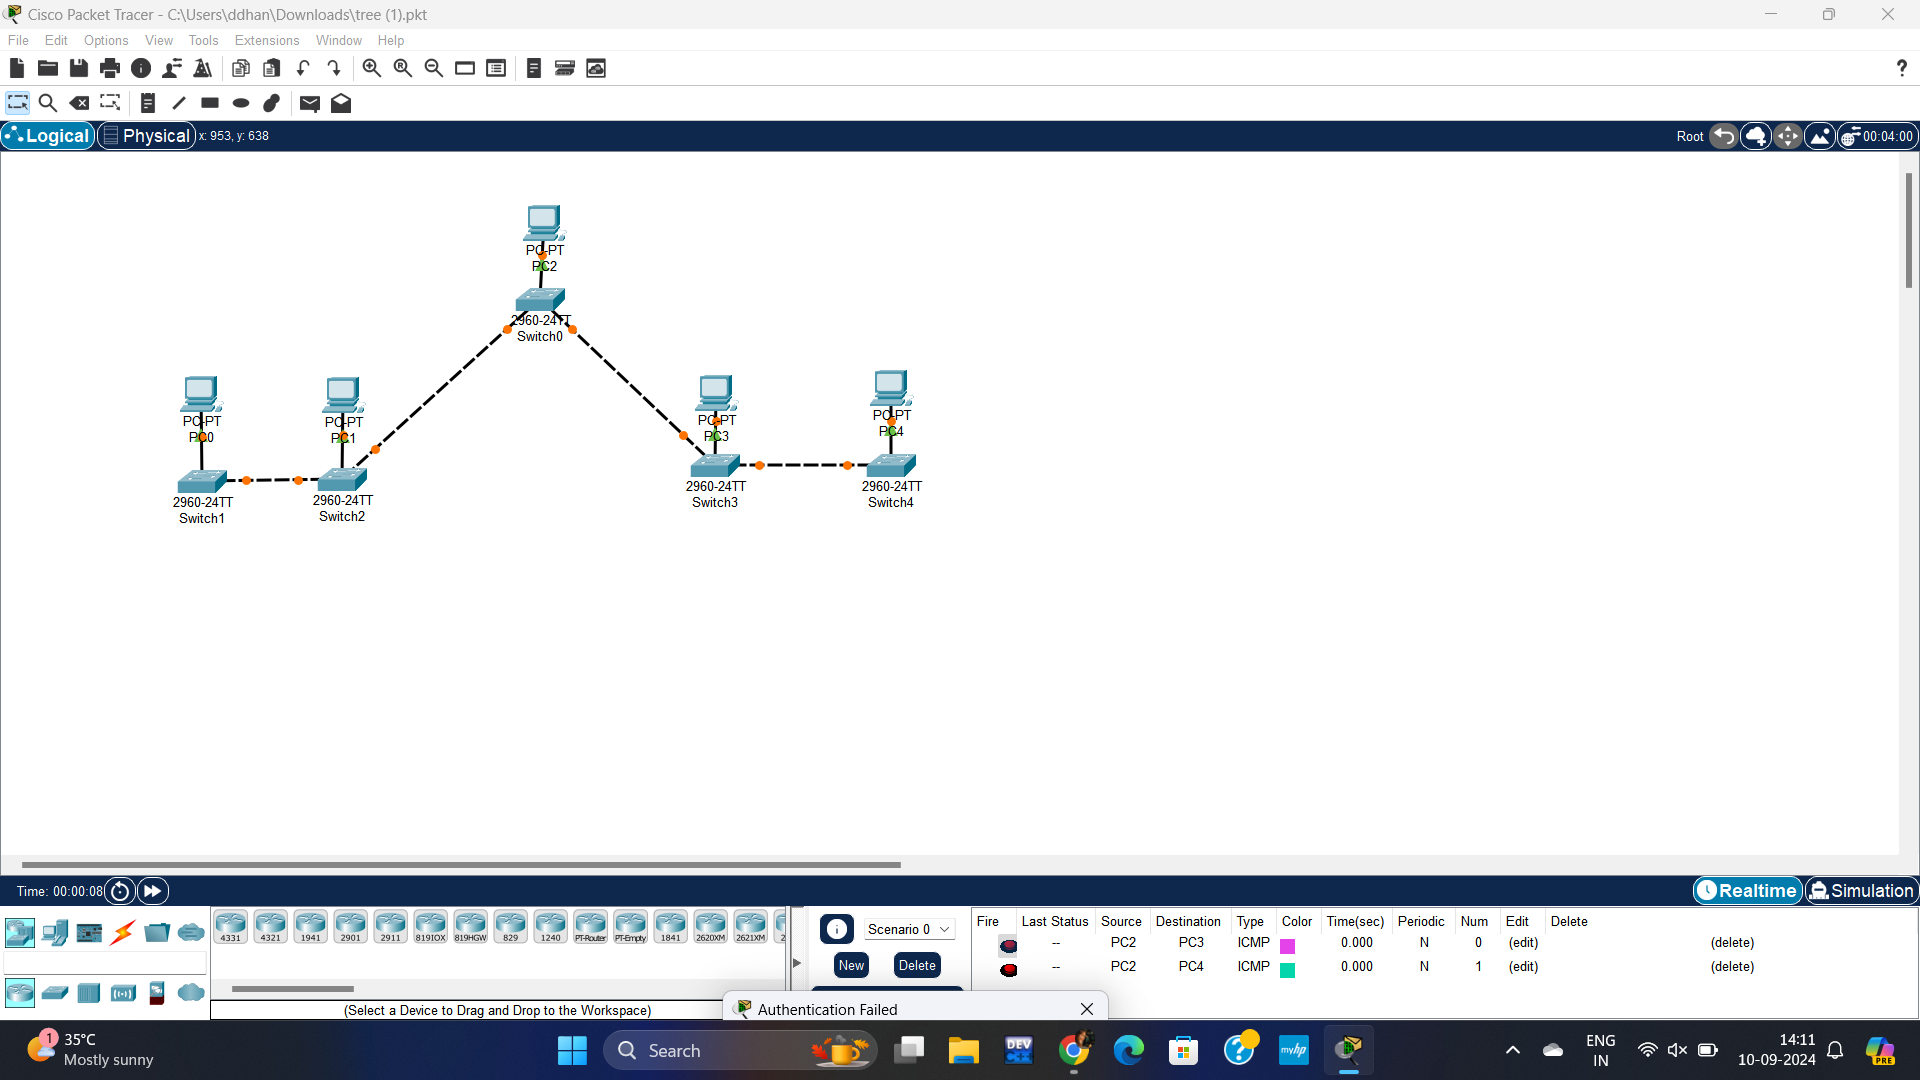 Cisco Packet Tracer - C:\Users\ddhan\Downloads\tree (1).pkt
File Edit Options View Tools Extensions Window Help
?
Logical Physical x: 953, y: 638 Root 00:04:00
PC-PT
PC2
2960-24TT
Switch0
PC-PT
PC0
PC-PT
PC1
PC-PT
PC3
PC-PT
PC4
2960-24TT
Switch1
2960-24TT
Switch2
2960-24TT
Switch3
2960-24TT
Switch4
Time: 00:00:08 Realtime Simulation
4331 4321 1941 2901 2911 819IOX 819HGW 829 1240 PT-Router PT-Empty 1841 2620XM 2621XM
Scenario 0
New Delete
Fire Last Status Source Destination Type Color Time(sec) Periodic Num Edit Delete
-- PC2 PC3 ICMP 0.000 N 0 (edit) (delete)
-- PC2 PC4 ICMP 0.000 N 1 (edit) (delete)
(Select a Device to Drag and Drop to the Workspace)
Authentication Failed
1
35°C
Mostly sunny
Search
DEV
C++
myhp
PRE
ENG
IN
14:11
10-09-2024